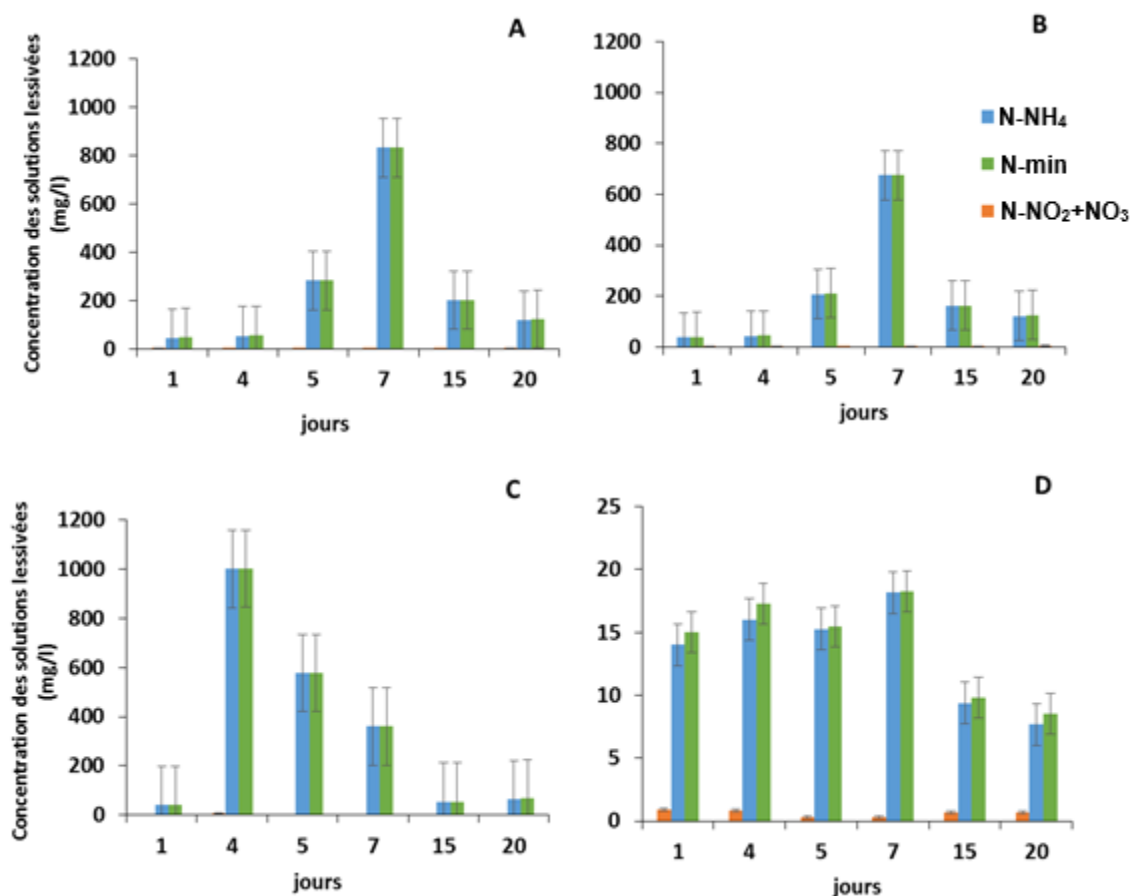 A
Concentration des solutions lessivées
(mg/l)
1200
1000
800
600
400
200
0
1 4 5 7 15 20
jours
B
1200
1000
800
600
400
200
0
1 4 5 7 15 20
jours
N-NH₄
N-min
N-NO₂+NO₃
C
Concentration des solutions lessivées
(mg/l)
1200
1000
800
600
400
200
0
1 4 5 7 15 20
jours
D
25
20
15
10
5
0
1 4 5 7 15 20
jours